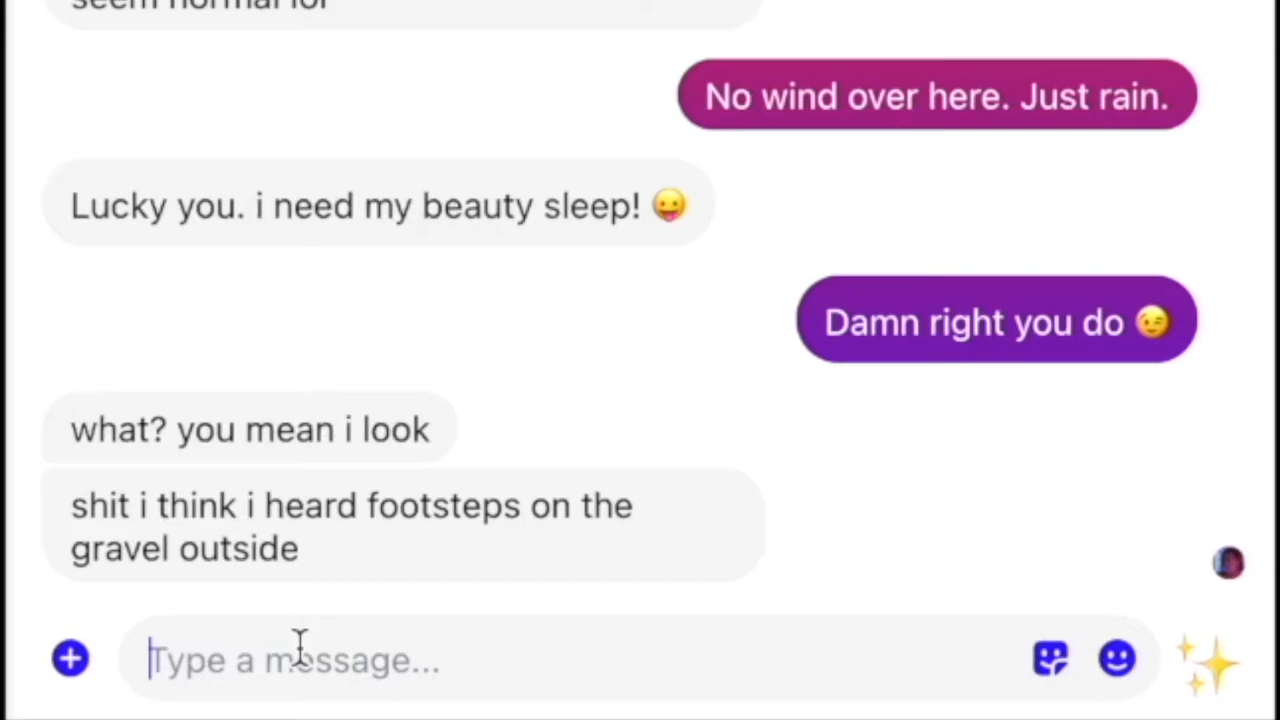 seem normal lol
No wind over here. Just rain.
Lucky you. i need my beauty sleep! 😛
Damn right you do 😉
what? you mean i look
shit i think i heard footsteps on the
gravel outside
Type a message...